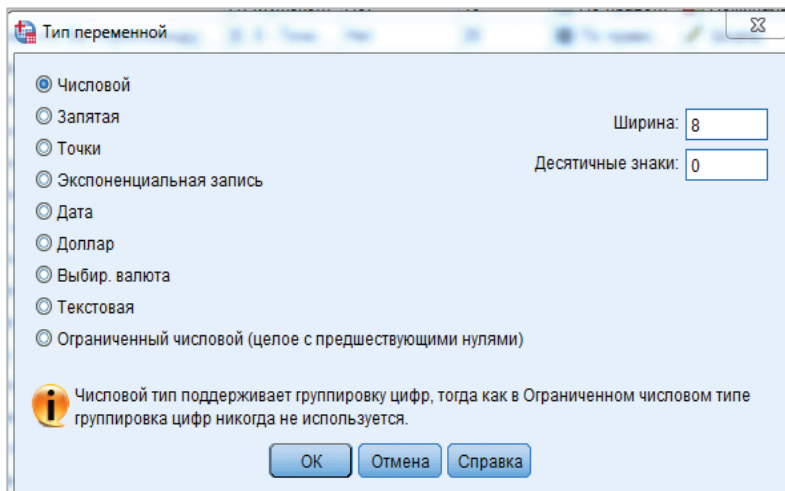 Тип переменной
Числовой
Запятая
Точки
Экспоненциальная запись
Дата
Доллар
Выбир. валюта
Текстовая
Ограниченный числовой (целое с предшествующими нулями)
Ширина: 8
Десятичные знаки: 0
Числовой тип поддерживает группировку цифр, тогда как в Ограниченном числовом типе
группировка цифр никогда не используется.
ОК
Отмена
Справка